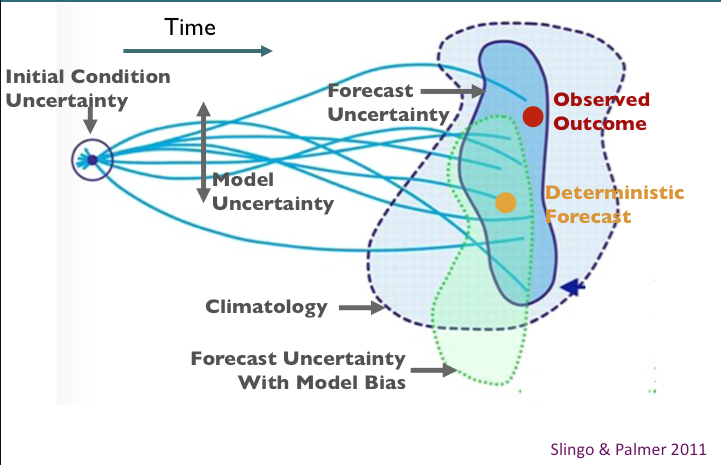 Time
Initial Condition
Uncertainty
Forecast
Uncertainty
Observed
Outcome
Model
Uncertainty
Deterministic
Forecast
Climatology
Forecast Uncertainty
With Model Bias
Slingo & Palmer 2011